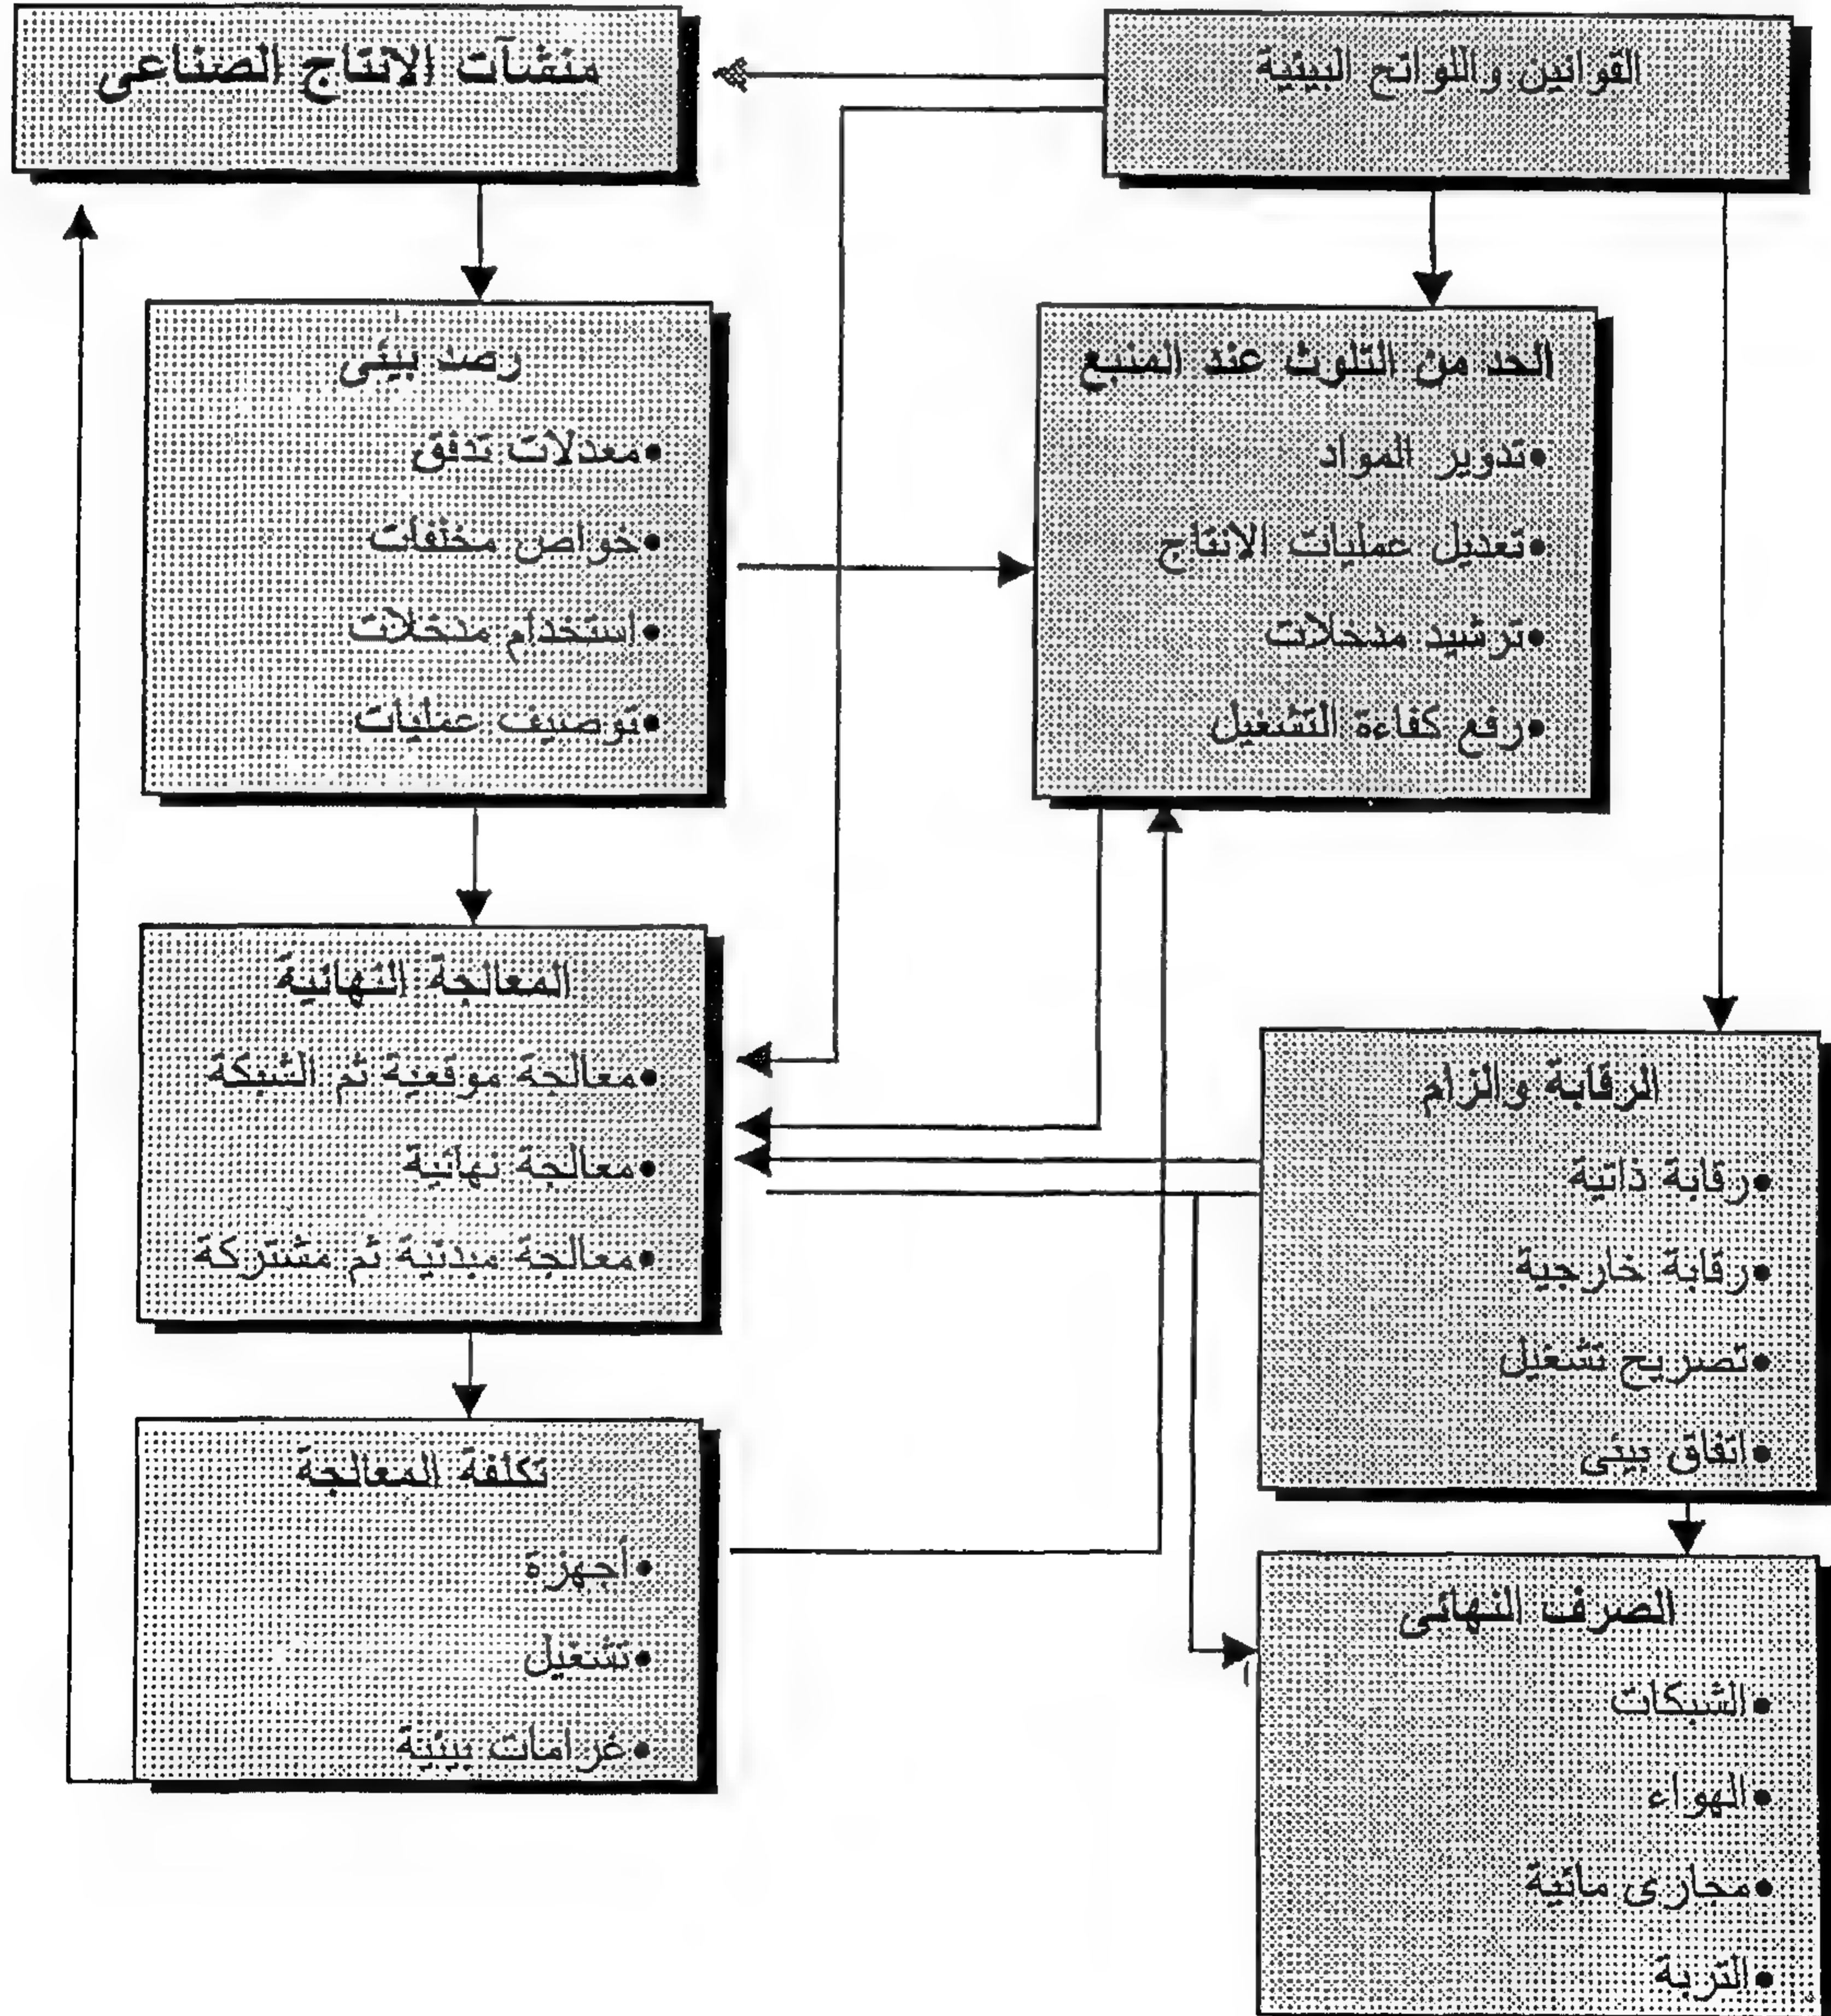 القوانين واللوائح البيئية
منشآت الانتاج الصناعى
الحد من التلوث عند المنبع
•تدوير المواد
•تعديل عمليات الانتاج
•ترشيد مدخلات
•رفع كفاءة التشغيل
رصد بيئى
•معدلات تدفق
•خواص مخلفات
•استخدام مدخلات
•توصيف عمليات
المعالجة النهائية
•معالجة موقعية ثم الشبكة
•معالجة نهائية
•معالجة مبدئية ثم مشتركة
الرقابة والزام
•رقابة ذاتية
•رقابة خارجية
•تصريح تشغيل
•اتفاق بيئى
تكلفة المعالجة
•أجهزة
•تشغيل
•غرامات بيئية
الصرف النهائى
•الشبكات
•الهواء
•مجارى مائية
•التربة